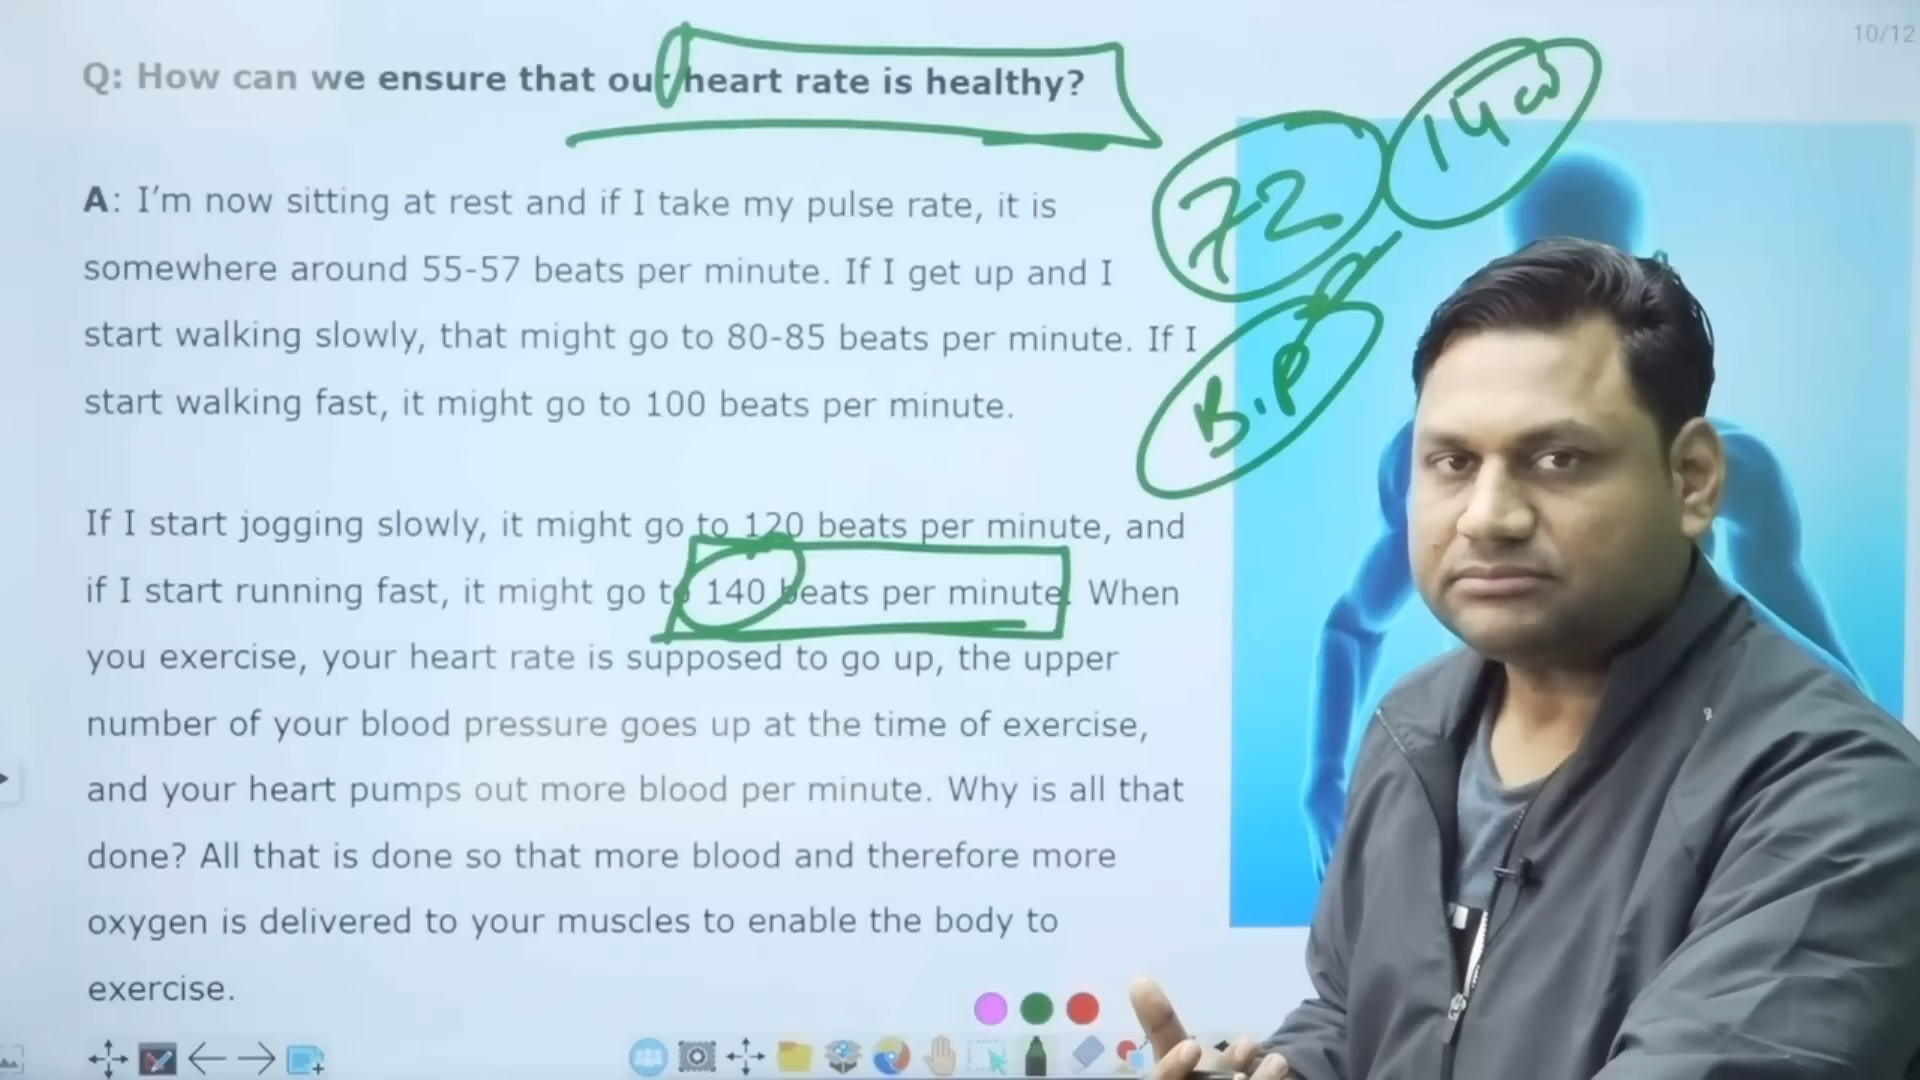 10/12
Q: How can we ensure that our heart rate is healthy?
72
A: I’m now sitting at rest and if I take my pulse rate, it is
somewhere around 55-57 beats per minute. If I get up and I
start walking slowly, that might go to 80-85 beats per minute. If I
start walking fast, it might go to 100 beats per minute.
B.P
If I start jogging slowly, it might go to 120 beats per minute, and
if I start running fast, it might go to 140 beats per minute. When
you exercise, your heart rate is supposed to go up, the upper
number of your blood pressure goes up at the time of exercise,
and your heart pumps out more blood per minute. Why is all that
done? All that is done so that more blood and therefore more
oxygen is delivered to your muscles to enable the body to
exercise.